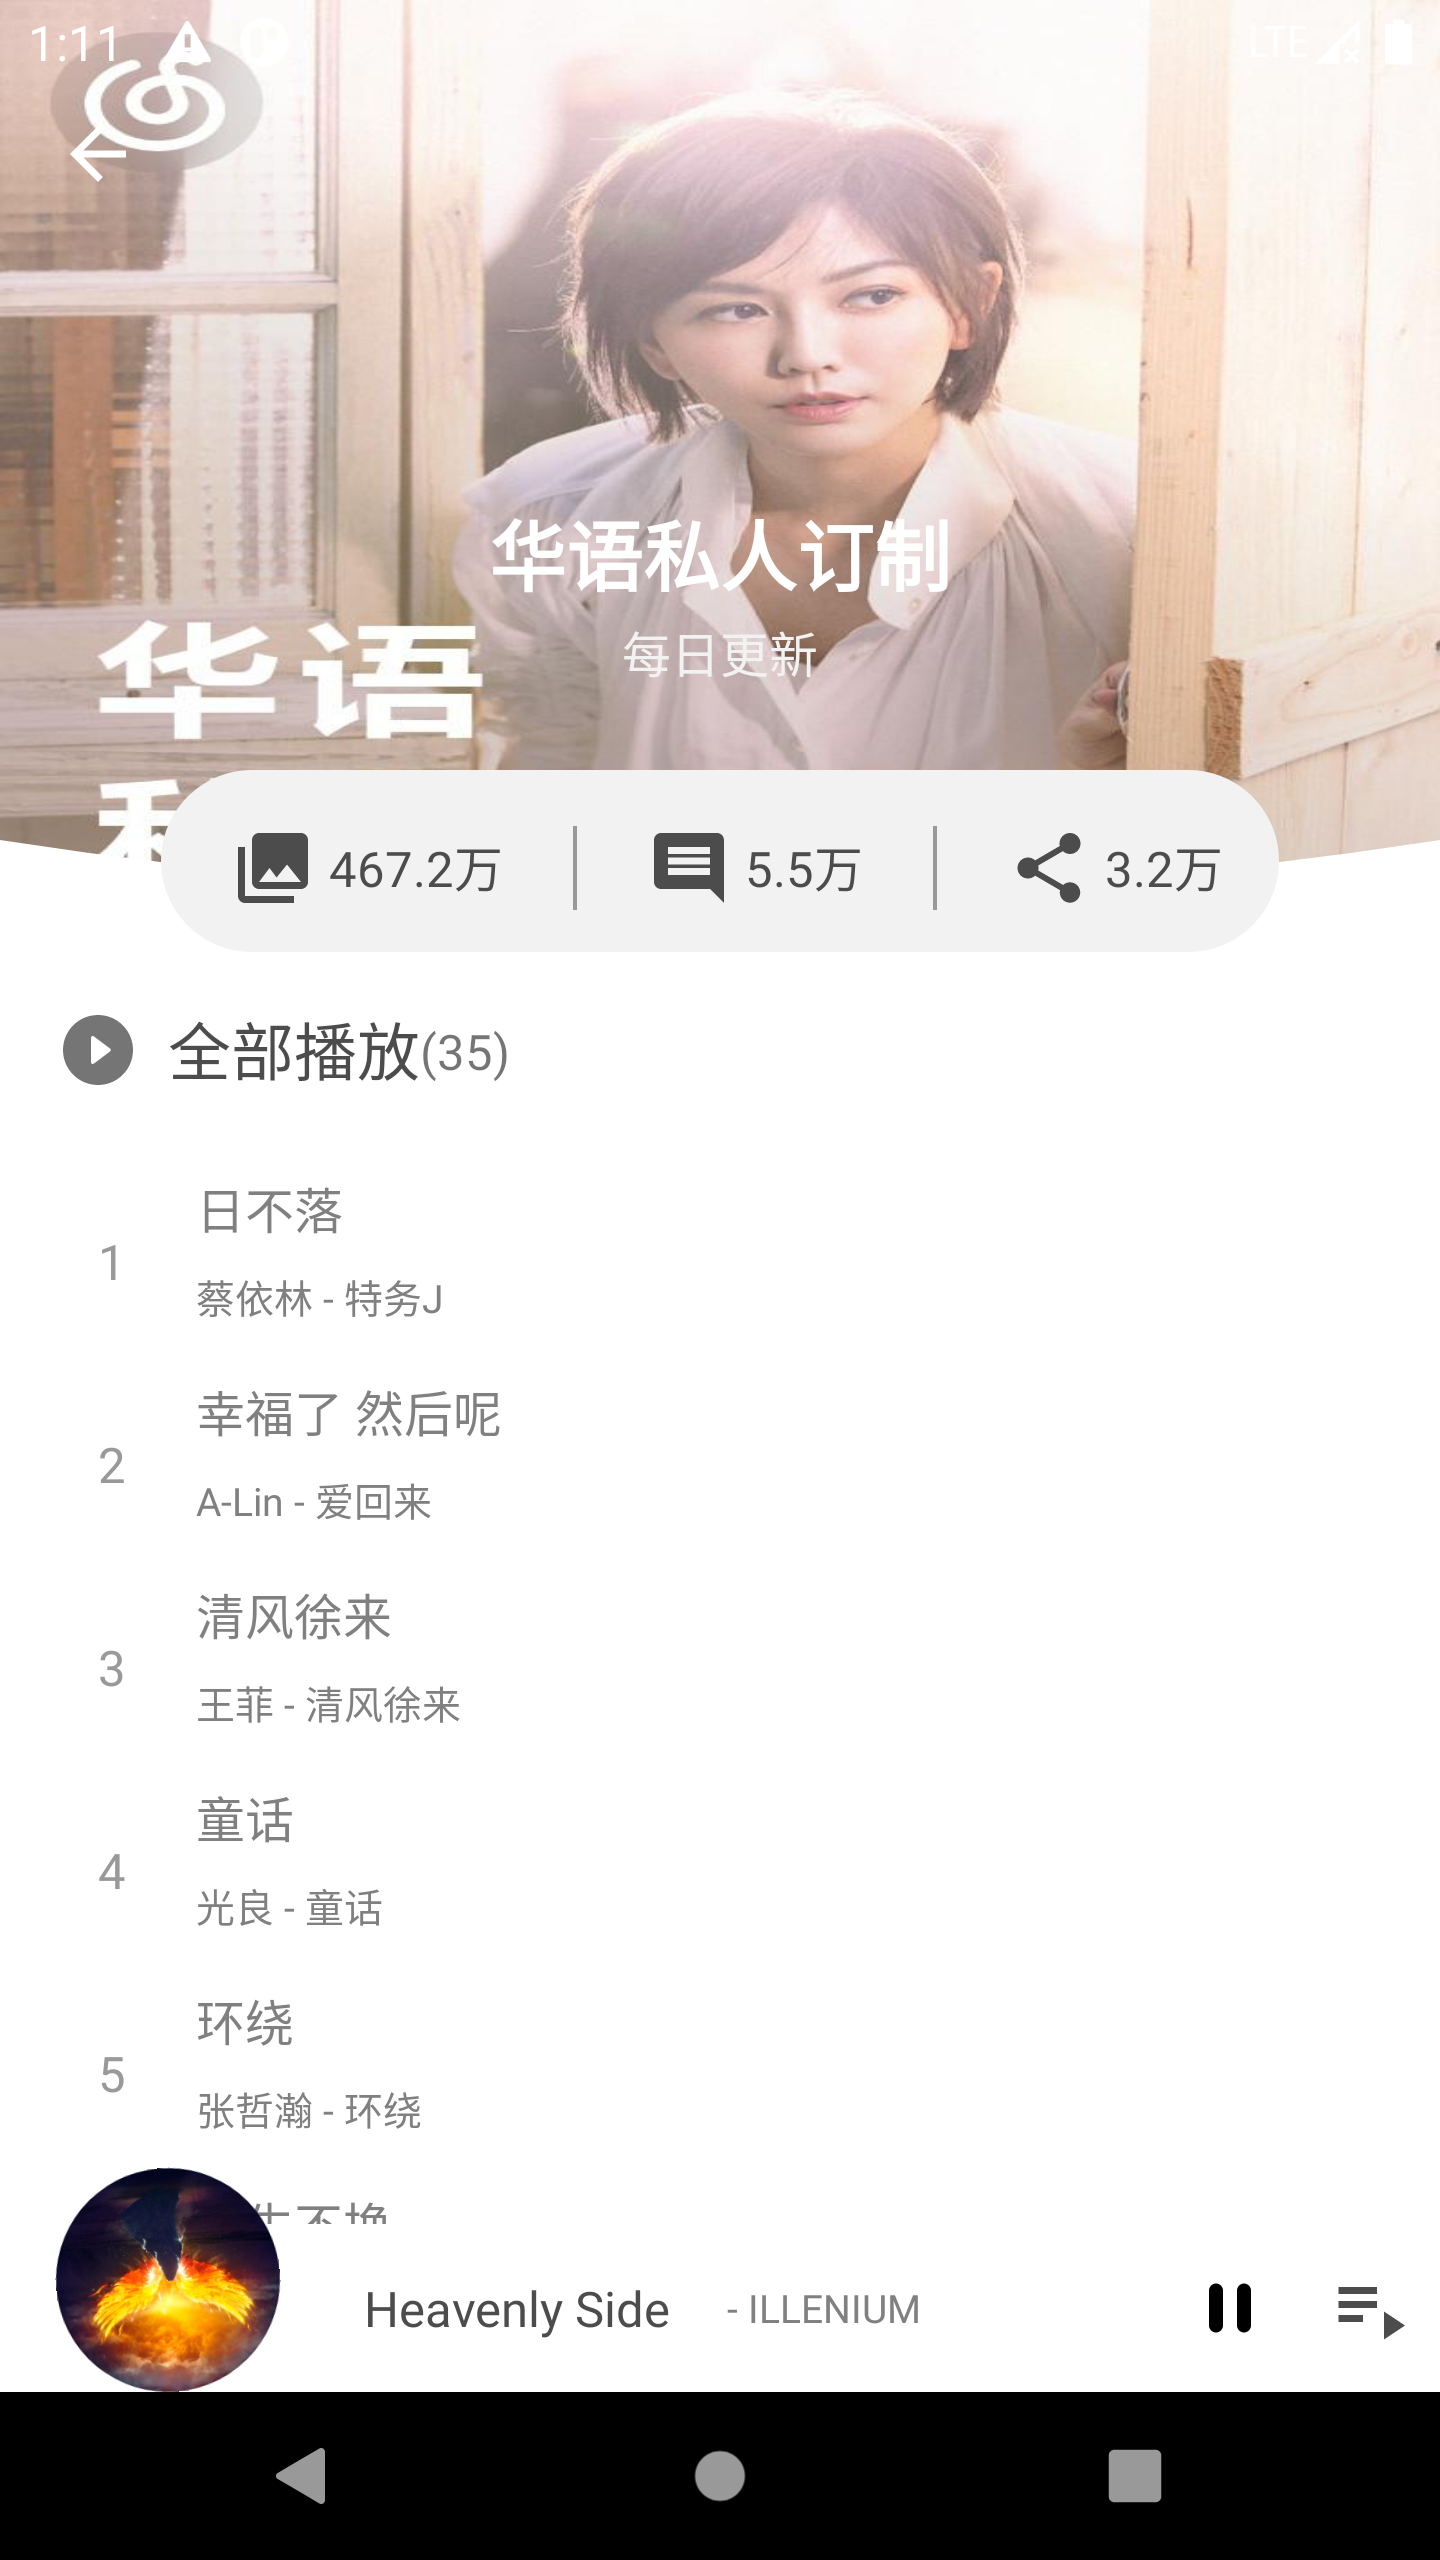 1:11
LTE
华语私人订制
每日更新
华语
467.2万
5.5万
3.2万
全部播放(35)
日不落
1
蔡依林 - 特务J
幸福了 然后呢
2
A-Lin - 爱回来
清风徐来
3
王菲 - 清风徐来
童话
4
光良 - 童话
环绕
5
张哲瀚 - 环绕
Heavenly Side - ILLENIUM